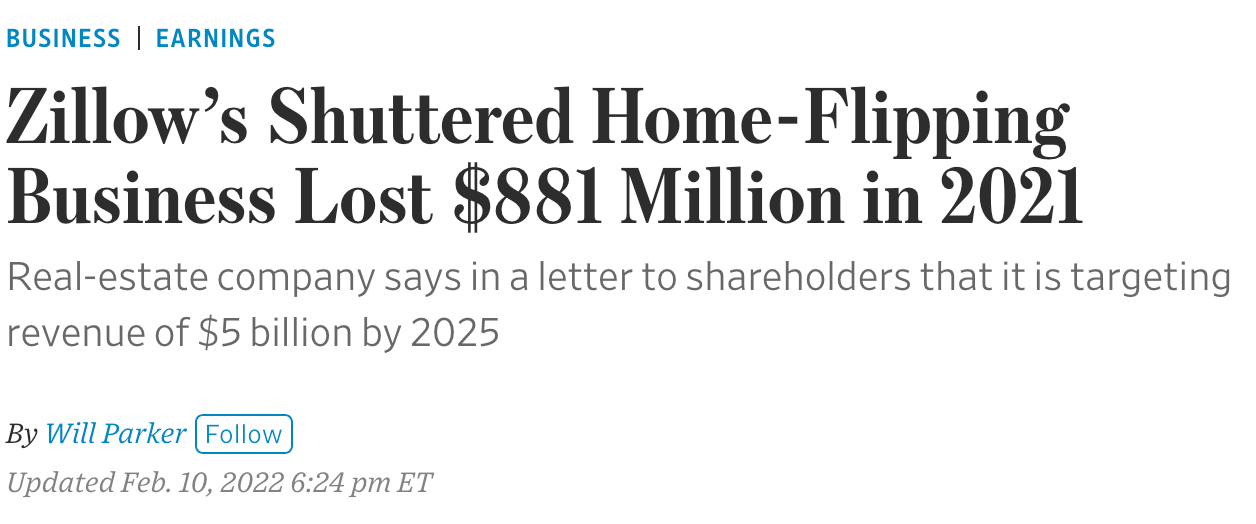 BUSINESS | EARNINGS
Zillow’s Shuttered Home-Flipping
Business Lost $881 Million in 2021
Real-estate company says in a letter to shareholders that it is targeting
revenue of $5 billion by 2025
By Will Parker Follow
Updated Feb. 10, 2022 6:24 pm ET